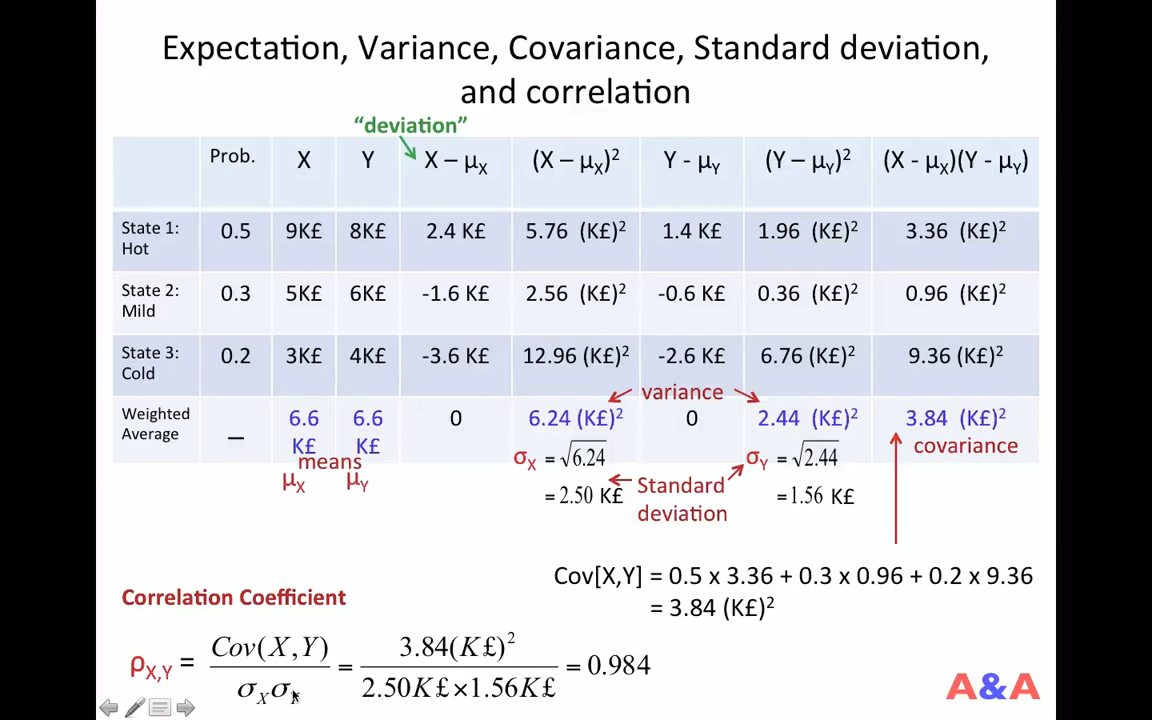 Expectation, Variance, Covariance, Standard deviation,
and correlation
“deviation”
Prob. X Y X – μX (X – μX)² Y - μY (Y – μY)² (X - μX)(Y - μY)
State 1:
Hot
0.5 9K£ 8K£ 2.4 K£ 5.76 (K£)² 1.4 K£ 1.96 (K£)² 3.36 (K£)²
State 2:
Mild
0.3 5K£ 6K£ -1.6 K£ 2.56 (K£)² -0.6 K£ 0.36 (K£)² 0.96 (K£)²
State 3:
Cold
0.2 3K£ 4K£ -3.6 K£ 12.96 (K£)² -2.6 K£ 6.76 (K£)² 9.36 (K£)²
variance
Weighted
Average
– 6.6 K£ 6.6 K£ 0 6.24 (K£)² 0 2.44 (K£)² 3.84 (K£)²
covariance
means
μX μY
σX = √6.24
= 2.50 K£
Standard
deviation
σY = √2.44
= 1.56 K£
Cov[X,Y] = 0.5 x 3.36 + 0.3 x 0.96 + 0.2 x 9.36
= 3.84 (K£)²
Correlation Coefficient
ρX,Y = Cov(X,Y) / σXσ = 3.84(K£)² / 2.50K£×1.56K£ = 0.984
A&A